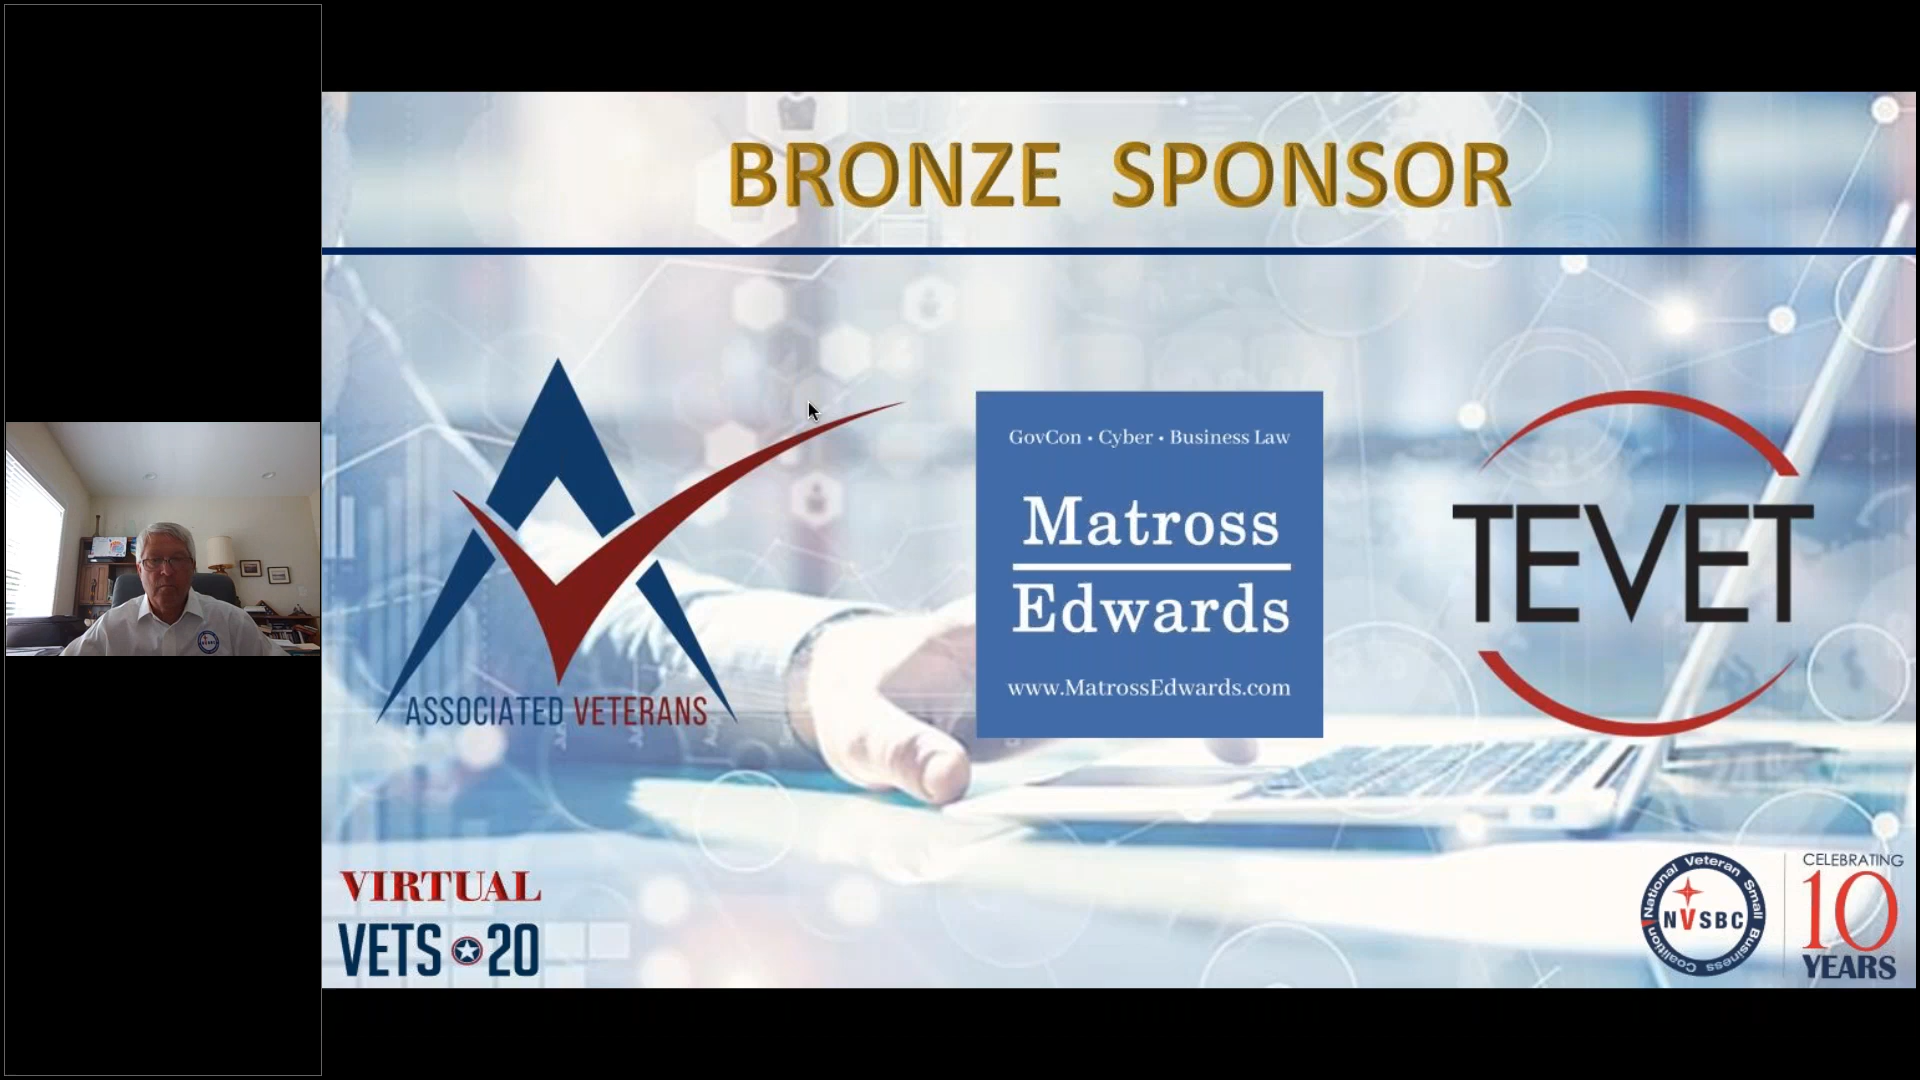 BRONZE SPONSOR
ASSOCIATED VETERANS
GovCon • Cyber • Business Law
Matross
Edwards
www.MatrossEdwards.com
TEVET
VIRTUAL
VETS 20
National Veteran Small Business Coalition
NVSBC
CELEBRATING
10
YEARS